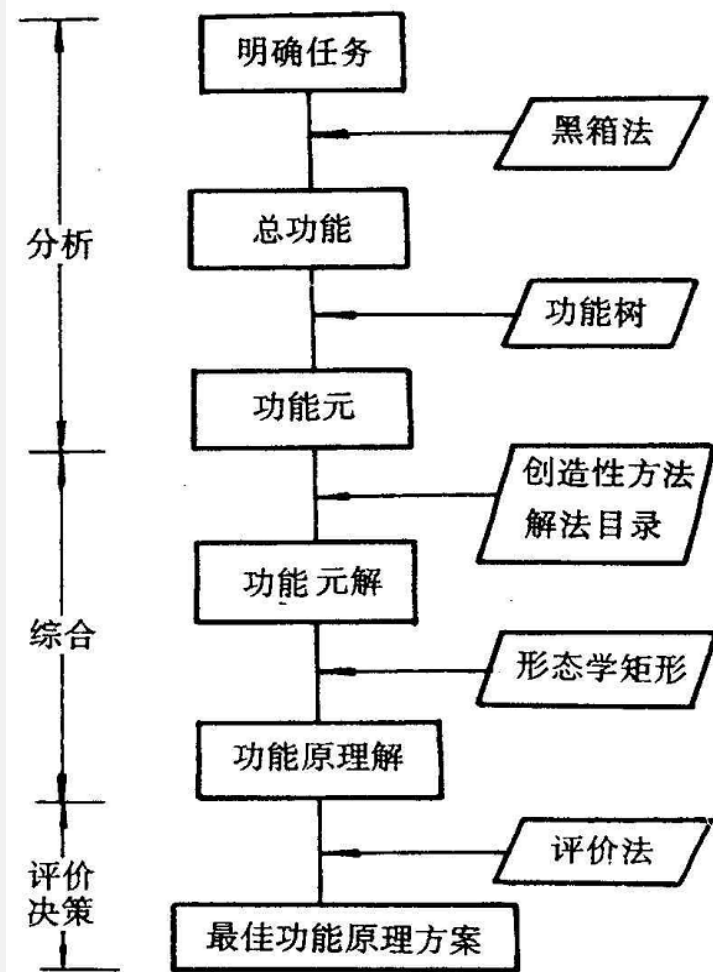 明确任务
黑箱法
总功能
分析
功能树
功能元
创造性方法
解法目录
功能元解
综合
形态学矩形
功能原理解
评价法
评价
决策
最佳功能原理方案